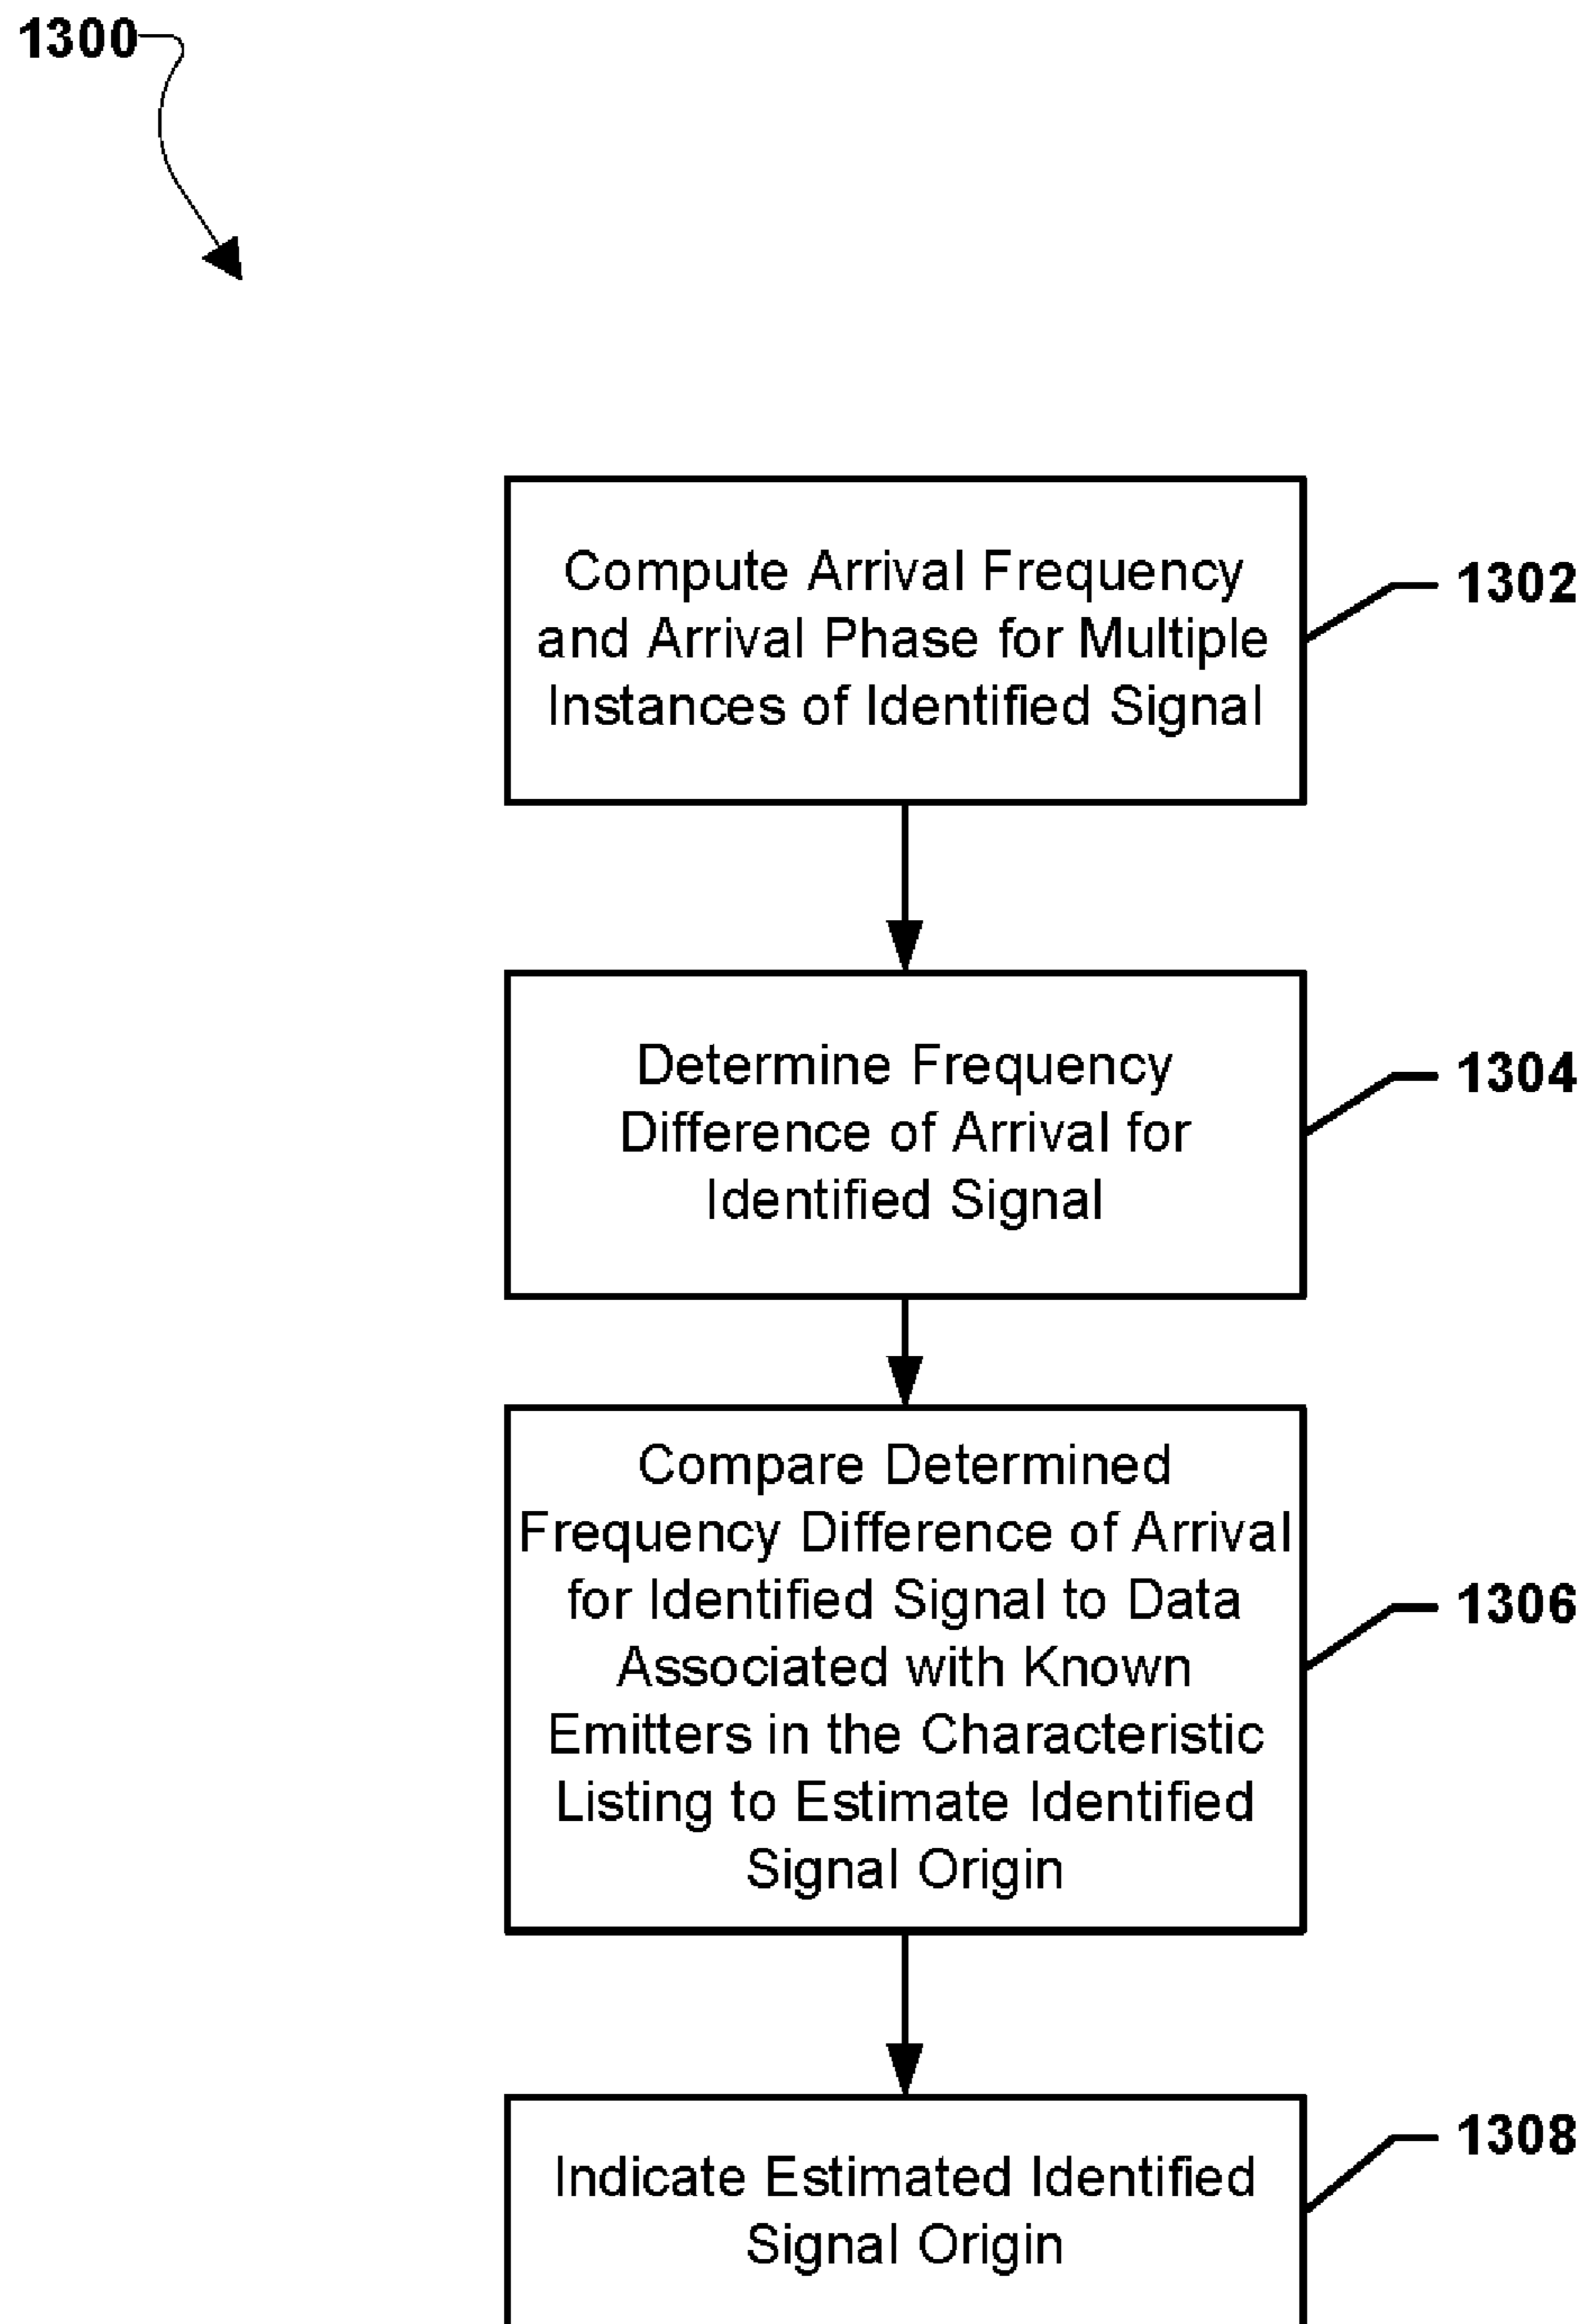 1300
Compute Arrival Frequency
and Arrival Phase for Multiple
Instances of Identified Signal
1302
Determine Frequency
Difference of Arrival for
Identified Signal
1304
Compare Determined
Frequency Difference of Arrival
for Identified Signal to Data
Associated with Known
Emitters in the Characteristic
Listing to Estimate Identified
Signal Origin
1306
Indicate Estimated Identified
Signal Origin
1308